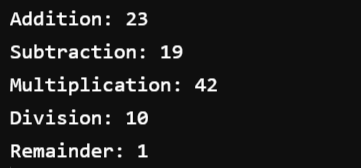 Addition: 23
Subtraction: 19
Multiplication: 42
Division: 10
Remainder: 1